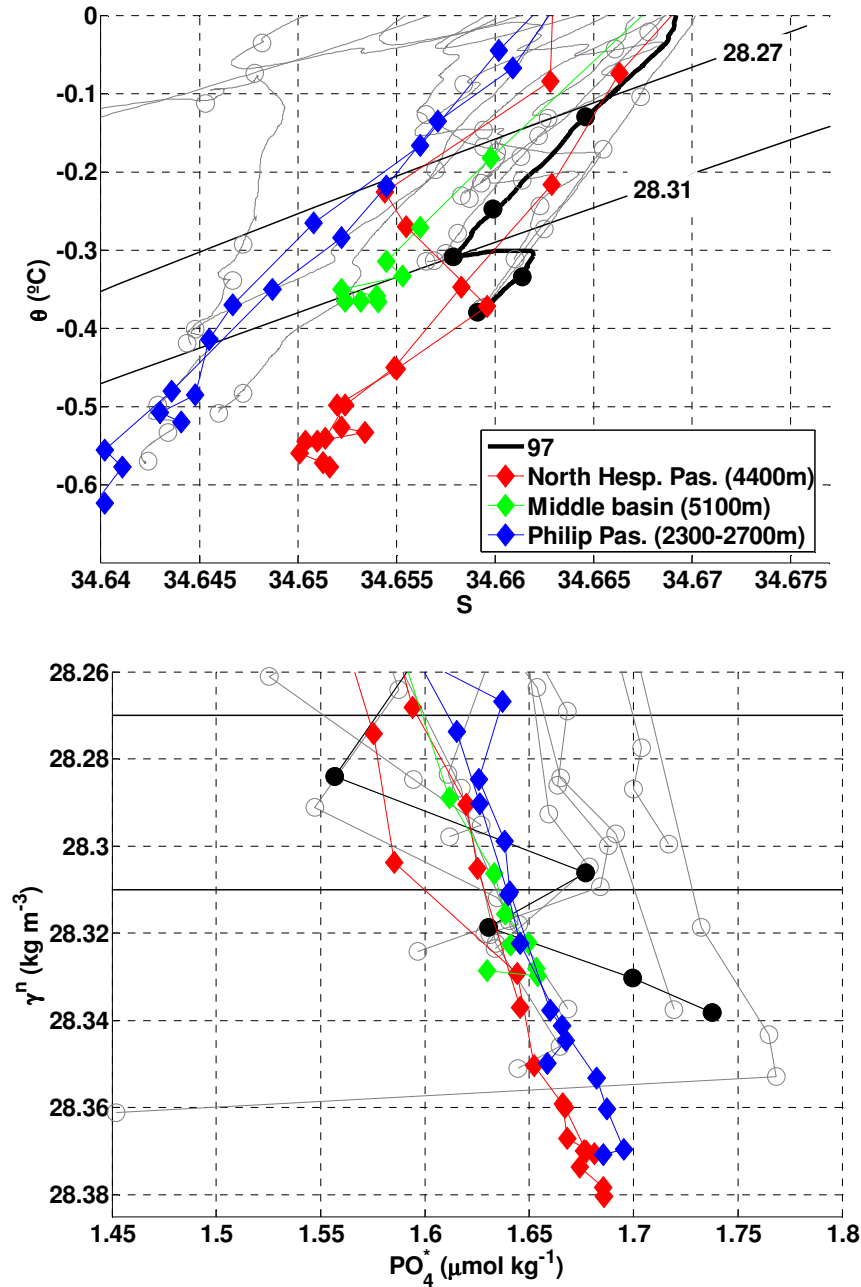 0
-0.1
-0.2
-0.3
-0.4
-0.5
-0.6
θ (ºC)
28.27
28.31
97
North Hesp. Pas. (4400m)
Middle basin (5100m)
Philip Pas. (2300-2700m)
34.64 34.645 34.65 34.655 34.66 34.665 34.67 34.675
S
28.26
28.28
28.3
28.32
28.34
28.36
28.38
γⁿ (kg m⁻³)
1.45 1.5 1.55 1.6 1.65 1.7 1.75 1.8
PO₄* (μmol kg⁻¹)